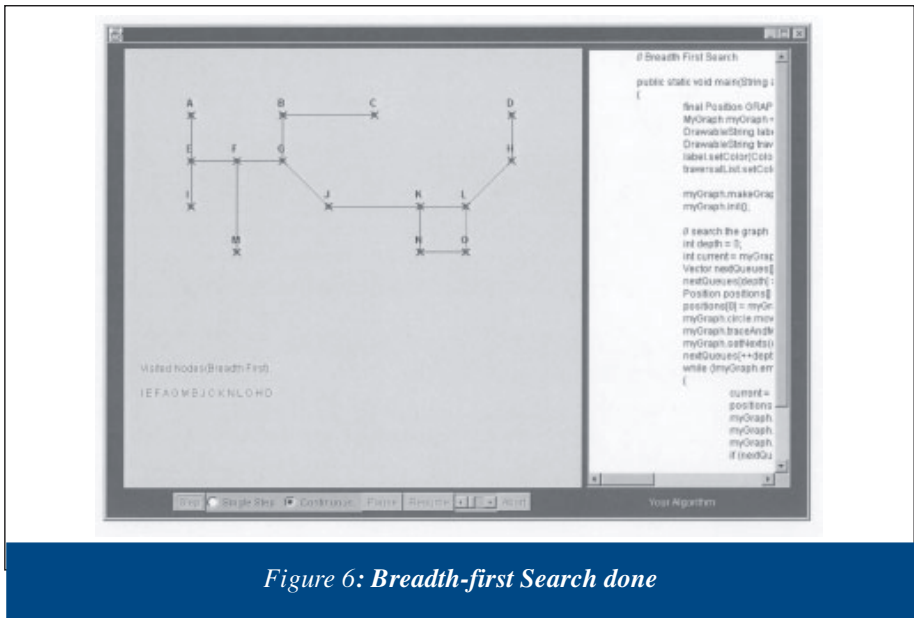 A B C D
E F G H
I J K L
M N O
Visited Nodes(Breadth First)
I E F A G M B J C K N L O H D
Single Step Continuous Pause Resume Abort
// Breadth First Search
public static void main(String
{
final Position GRAP
MyGraph myGraph =
DrawableString labe
DrawableString trav
label.setColor(Colo
traversalList.setCol
myGraph.makeGrap
myGraph.init();
// search the graph
int depth = 0;
int current = myGrap
Vector nextQueues[]
nextQueues[depth] =
Position positions[]
positions[0] = myGr
myGraph.circle.mov
myGraph.traceAndM
myGraph.setNexts(
nextQueues[++dept
while (!myGraph.em
{
current =
positions
myGraph.
myGraph.
myGraph.
if (nextQu
Your Algorithm
Figure 6: Breadth-first Search done